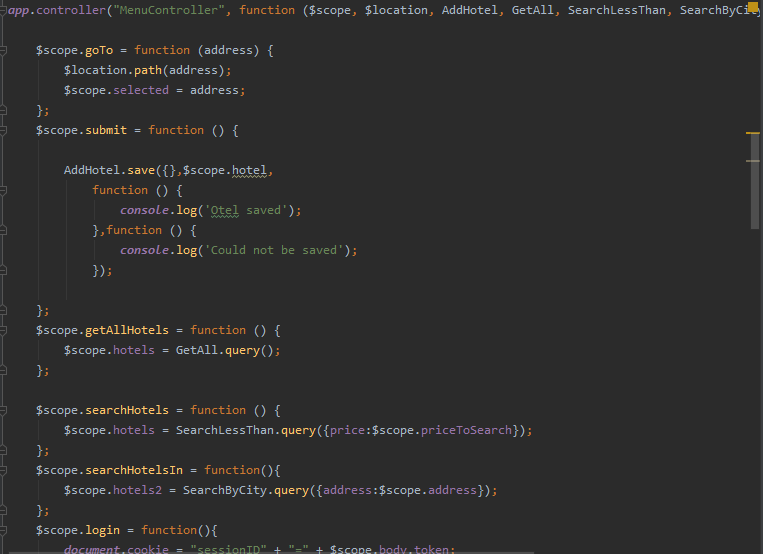 app.controller("MenuController", function ($scope, $location, AddHotel, GetAll, SearchLessThan, SearchByCity
$scope.goTo = function (address) {
$location.path(address);
$scope.selected = address;
};
$scope.submit = function () {
AddHotel.save({},$scope.hotel,
function () {
console.log('Otel saved');
},function () {
console.log('Could not be saved');
});
};
$scope.getAllHotels = function () {
$scope.hotels = GetAll.query();
};
$scope.searchHotels = function () {
$scope.hotels = SearchLessThan.query({price:$scope.priceToSearch});
};
$scope.searchHotelsIn = function(){
$scope.hotels2 = SearchByCity.query({address:$scope.address});
};
$scope.login = function(){
document.cookie = "sessionID" + "=" + $scope.body.token;